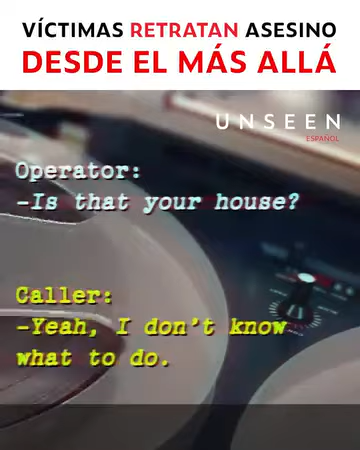 VÍCTIMAS RETRATAN ASESINO
DESDE EL MÁS ALLÁ
UNSEEN
ESPAÑOL
Operator:
-Is that your house?
Caller:
-Yeah, I don't know
what to do.